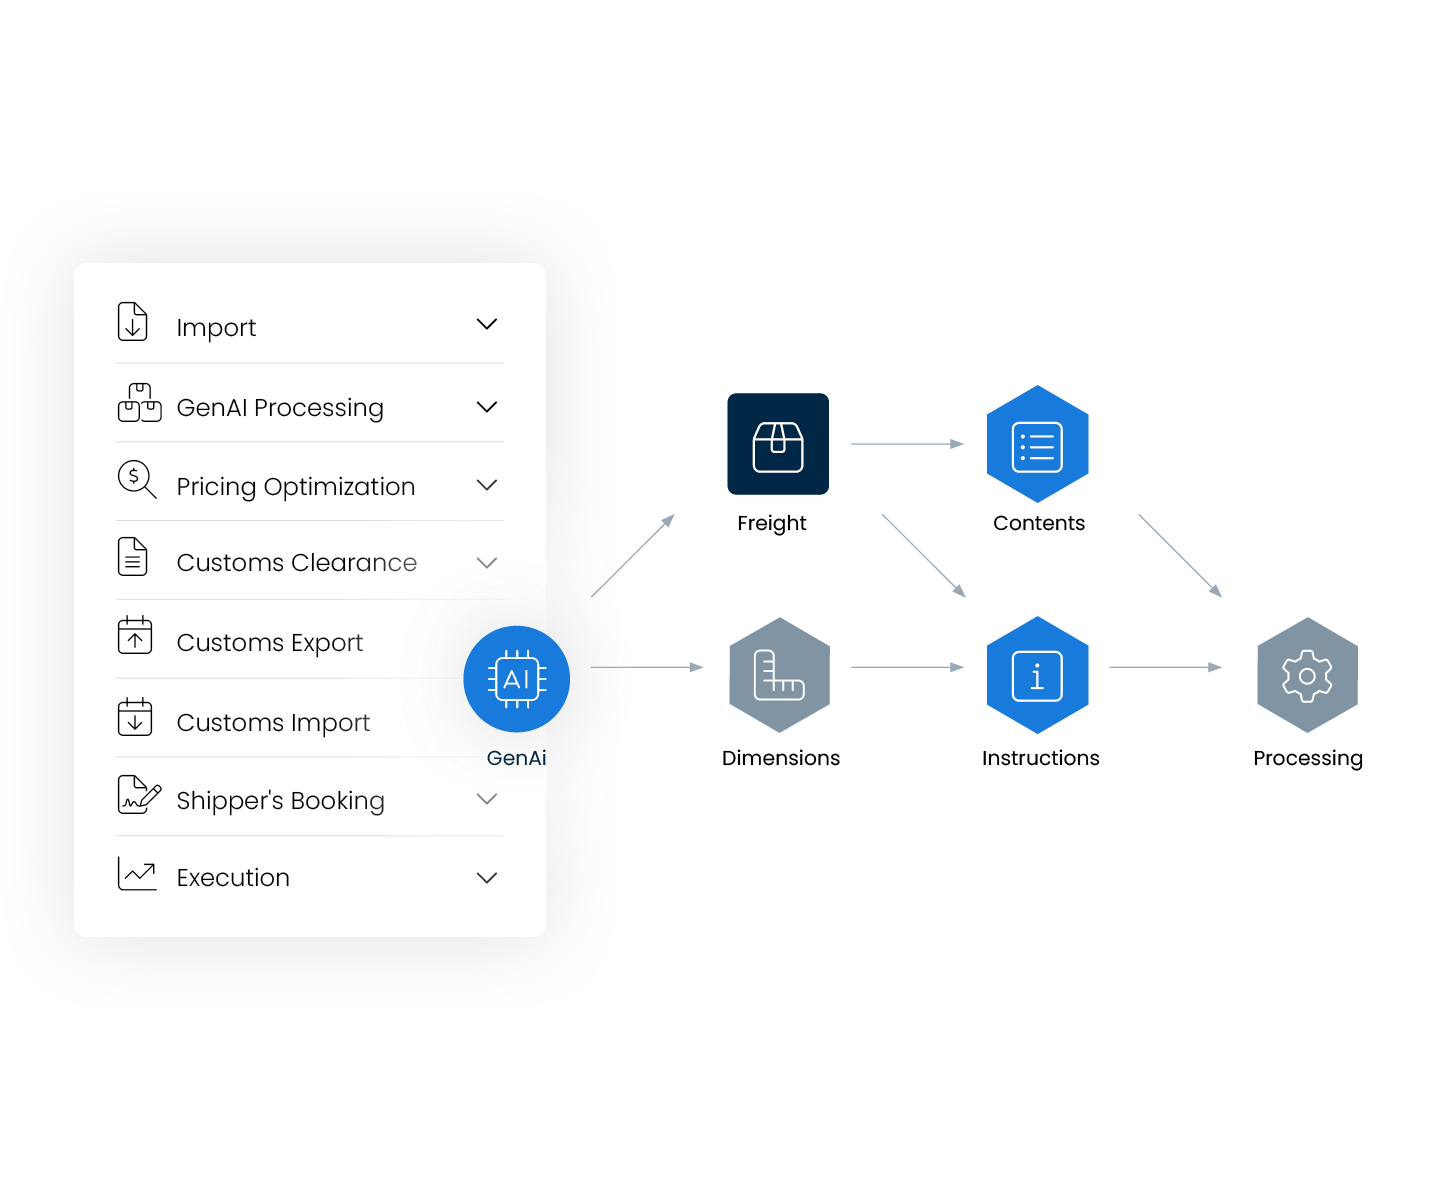 Import
GenAI Processing
Pricing Optimization
Customs Clearance
Customs Export
Customs Import
Shipper's Booking
Execution
$
AI
GenAi
Freight
Contents
Dimensions
i
Instructions
Processing